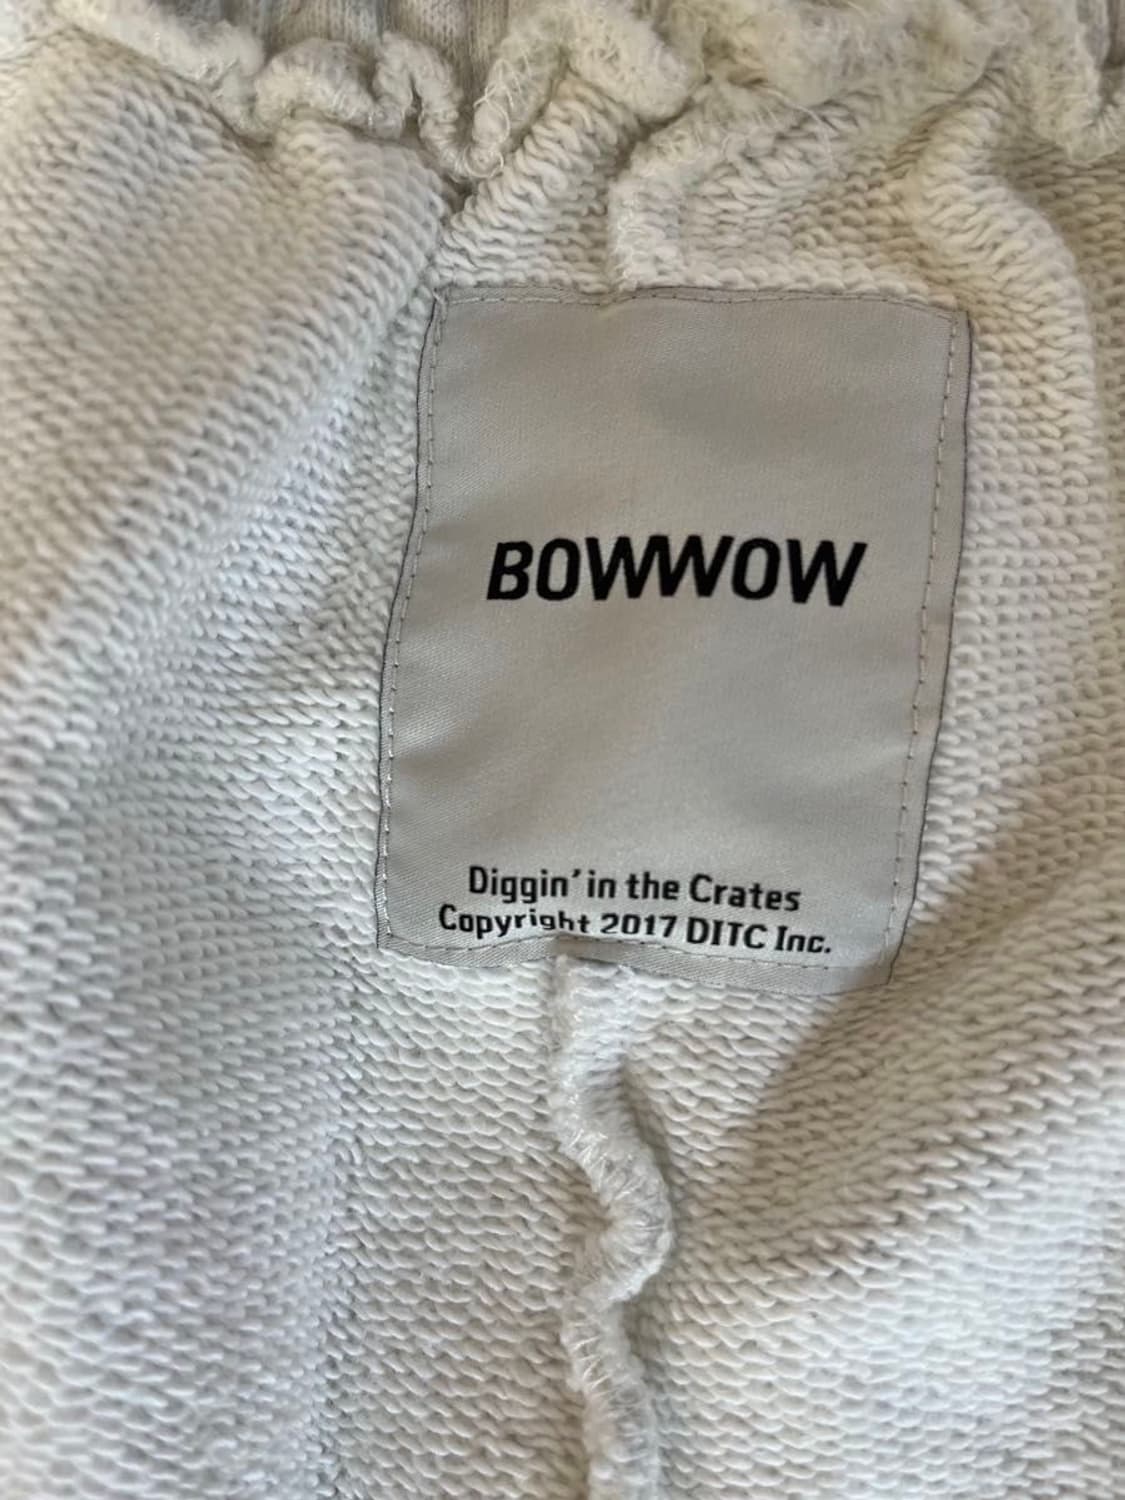 BOWWOW
Diggin' in the Crates
Copyright 2017 DITC Inc.